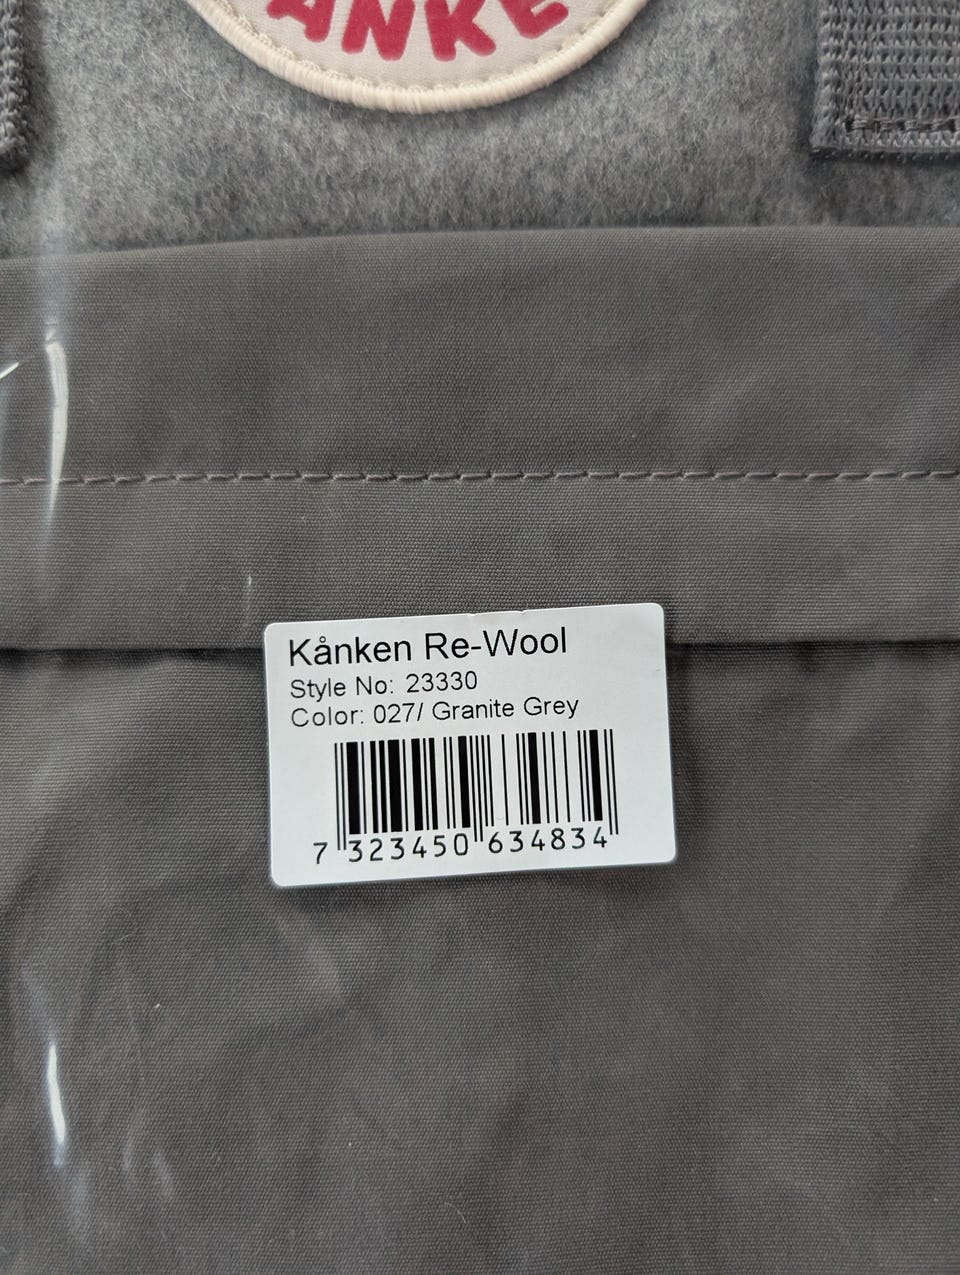 ANKE
Kånken Re-Wool
Style No: 23330
Color: 027/ Granite Grey
7 323450 634834